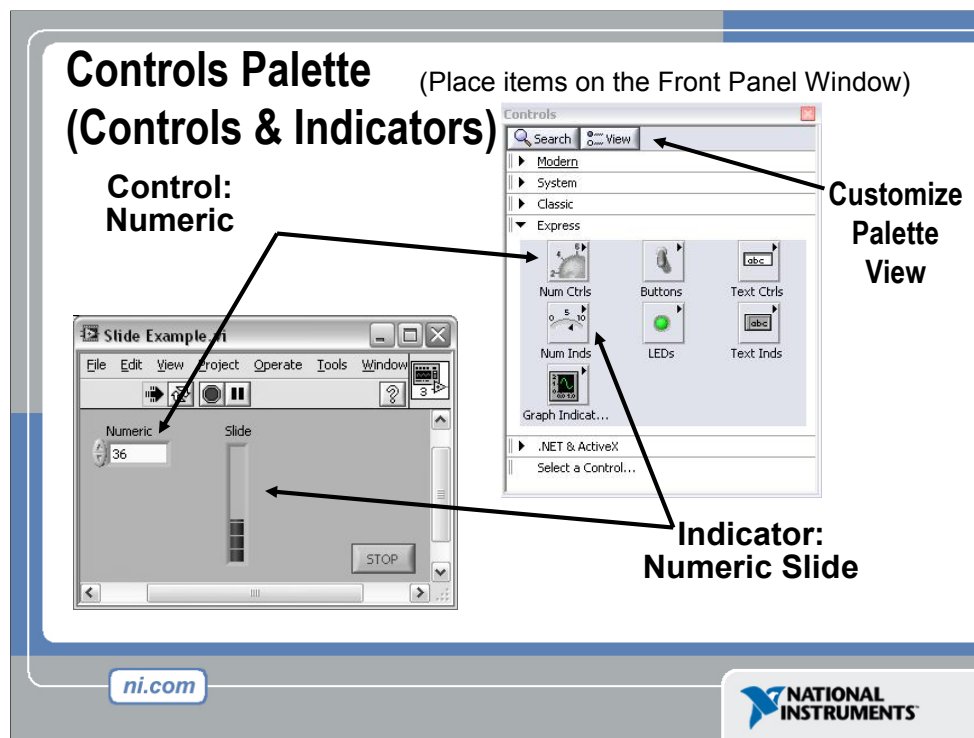 Controls Palette
(Controls & Indicators)
(Place items on the Front Panel Window)
Control:
Numeric
Controls
Search View
Modern
System
Classic
Express
Num Ctrls Buttons Text Ctrls
Num Inds LEDs Text Inds
Graph Indicat...
.NET & ActiveX
Select a Control...
Customize
Palette
View
Slide Example.vi
File Edit View Project Operate Tools Window
3
Numeric Slide
36
STOP
Indicator:
Numeric Slide
ni.com
NATIONAL
INSTRUMENTS